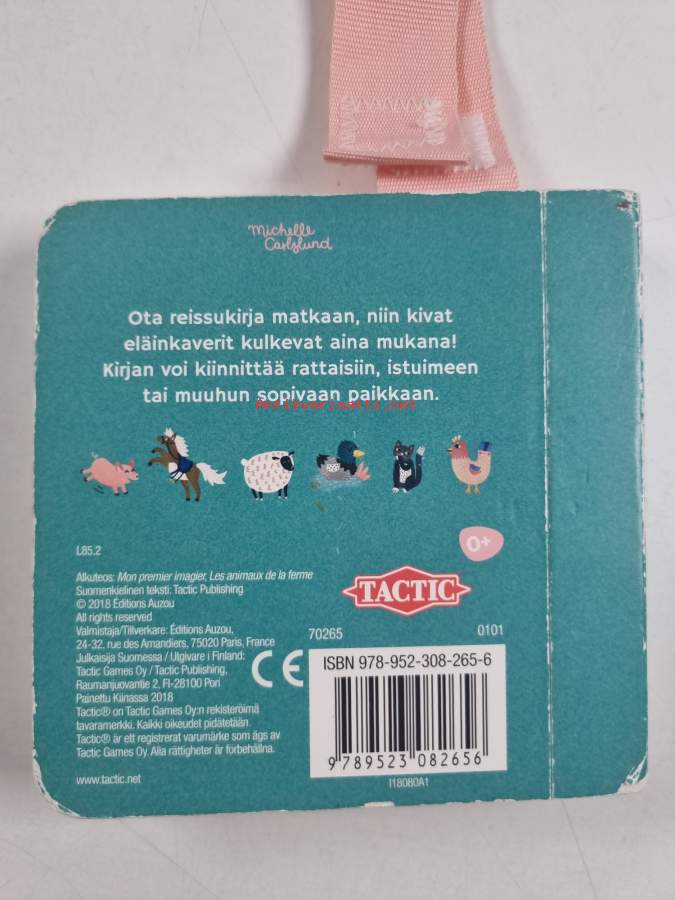 Michelle
Carlslund
Ota reissukirja matkaan, niin kivat
eläinkaverit kulkevat aina mukana!
Kirjan voi kiinnittää rattaisiin, istuimeen
tai muuhun sopivaan paikkaan.
Antikvariaatti.net
0+
L85.2
Alkuteos: Mon premier imagier, Les animaux de la ferme
Suomenkielinen teksti: Tactic Publishing
© 2018 Éditions Auzou
All rights reserved
Valmistaja/Tillverkare: Éditions Auzou,
24-32, rue des Amandiers, 75020 Paris, France
Julkaisija Suomessa / Utgivare i Finland:
Tactic Games Oy / Tactic Publishing,
Raumanjuovantie 2, FI-28100 Pori
Painettu Kiinassa 2018
Tactic® on Tactic Games Oy:n rekisteröimä
tavaramerkki. Kaikki oikeudet pidätetään.
Tactic® är ett registrerat varumärke som ägs av
Tactic Games Oy. Alla rättigheter är förbehållna.
www.tactic.net
CE
TACTIC
70265 0101
ISBN 978-952-308-265-6
9 789523 082656
I18080A1